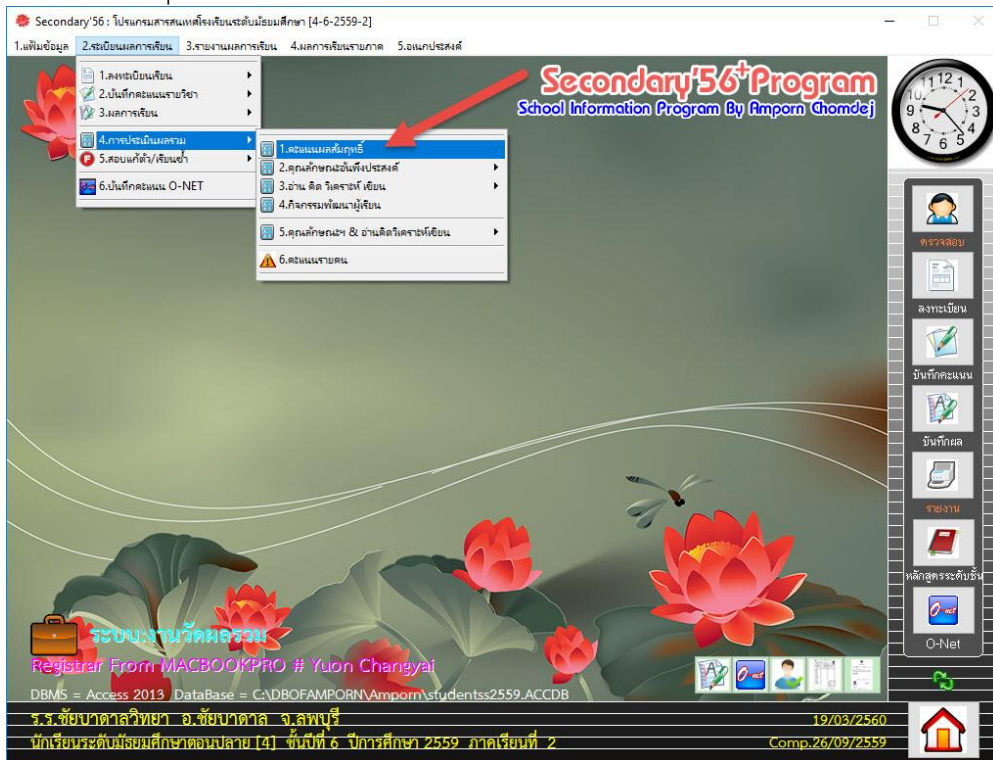 Secondary'56 : โปรแกรมสารสนเทศโรงเรียนระดับมัธยมศึกษา [4-6-2559-2]
1.แฟ้มข้อมูล 2.ระเบียนผลการเรียน 3.รายงานผลการเรียน 4.ผลการเรียนรายภาค 5.อเนกประสงค์
1.ลงทะเบียนเรียน
2.บันทึกคะแนนรายวิชา
3.ผลการเรียน
4.การประเมินผลรวม
5.สอบแก้ตัว/เรียนซ้ำ
6.บันทึกคะแนน O-NET
1.คะแนนผลสัมฤทธิ์
2.คุณลักษณะอันพึงประสงค์
3.อ่าน คิด วิเคราะห์ เขียน
4.กิจกรรมพัฒนาผู้เรียน
5.คุณลักษณะฯ & อ่านคิดวิเคราะห์เขียน
6.คะแนนรายคน
Secondary'56+Program
School Information Program By Amporn Chomdej
10 11 12 1 2 3 4 5 6 7 8 9
ตรวจสอบ
ลงทะเบียน
บันทึกคะแนน
บันทึกผล
รายงาน
หลักสูตรระดับชั้น
O-net
O-Net
ระบบ:งานวัดผลรวม
Registrar From MACBOOKPRO # Yuon Changyai
O-net
DBMS = Access 2013 DataBase = C:\DBOFAMPORN\Amporn\studentss2559.ACCDB
ร.ร.ชัยบาดาลวิทยา อ.ชัยบาดาล จ.ลพบุรี 19/03/2560
นักเรียนระดับมัธยมศึกษาตอนปลาย [4] ชั้นปีที่ 6 ปีการศึกษา 2559 ภาคเรียนที่ 2 Comp.26/09/2559